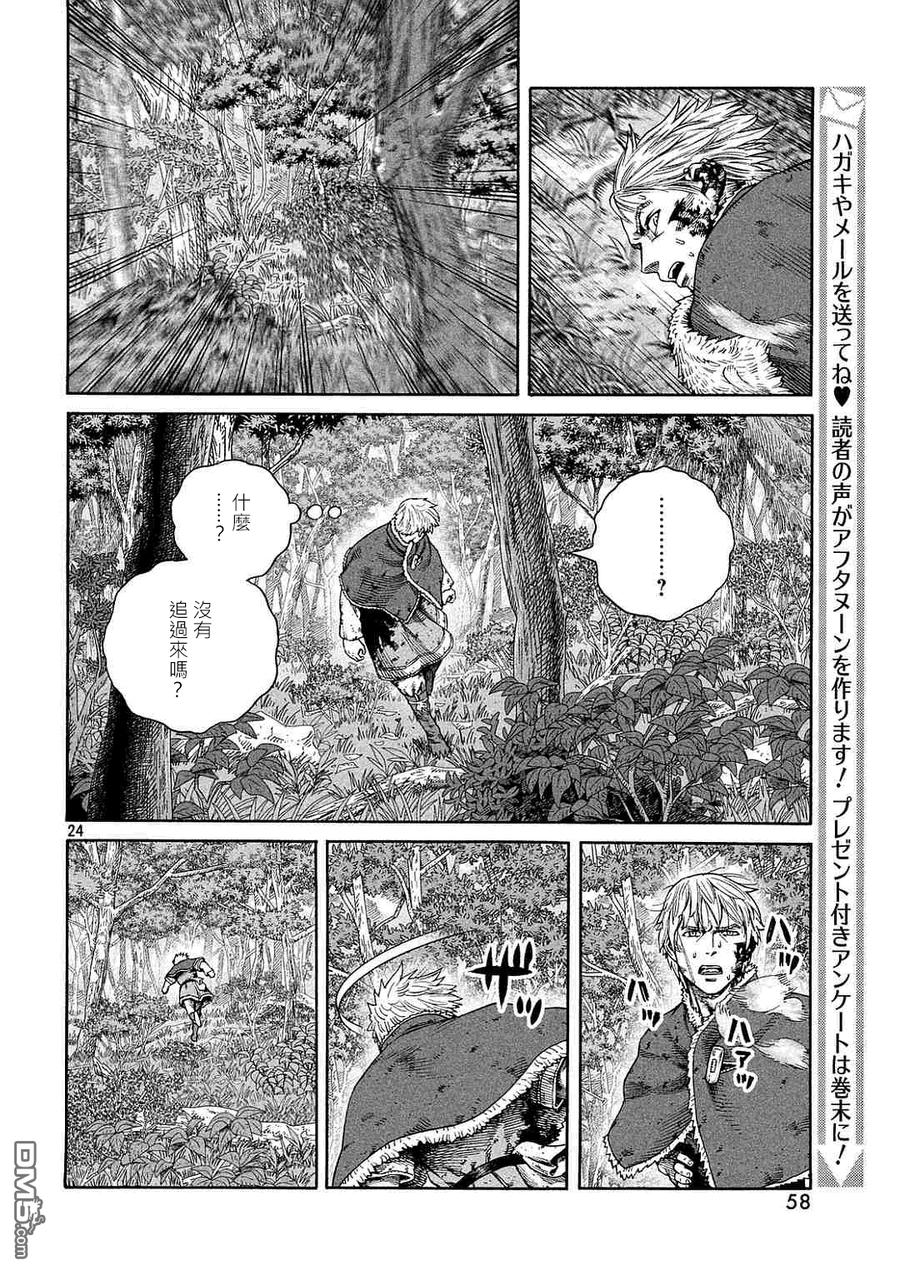 ハガキやメールを送ってね♥ 読者の声がアフタヌーンを作ります! プレゼント付きアンケートは巻末に!
…………?
什麼
……?
沒有
追過來嗎?
24
ハッ
ハッ
ハァッ
ザッ
58
DM5
.com